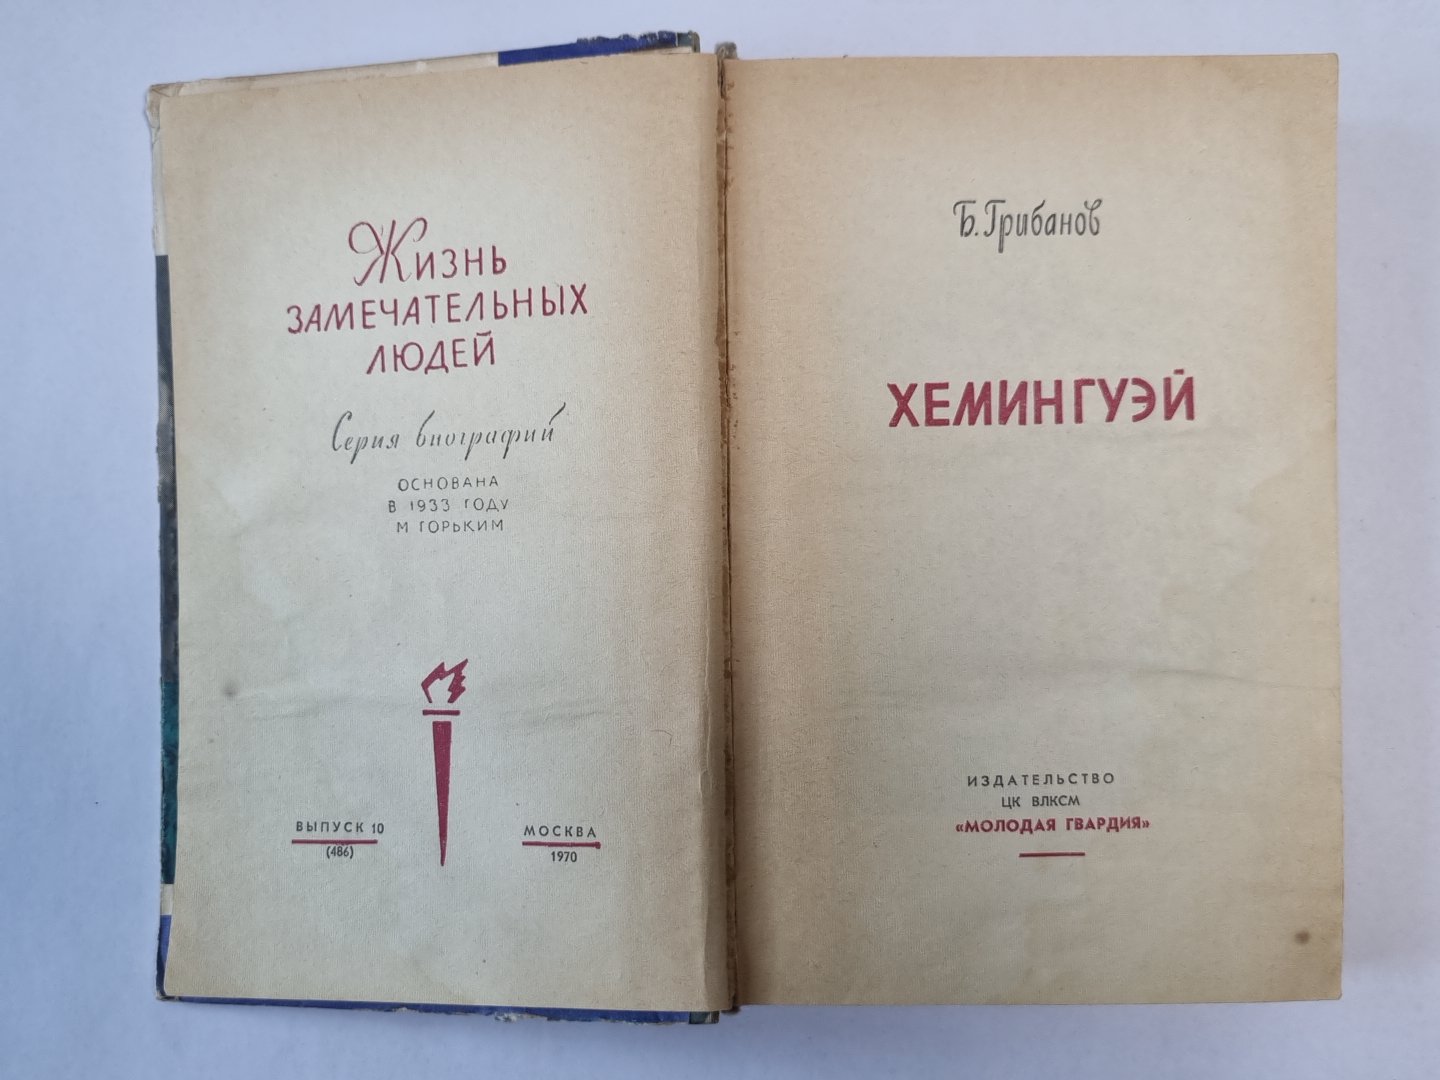 Жизнь
ЗАМЕЧАТЕЛЬНЫХ
ЛЮДЕЙ
Серия биографий
ОСНОВАНА
В 1933 ГОДУ
М ГОРЬКИМ
ВЫПУСК 10
(486)
МОСКВА
1970
Б. Грибанов
ХЕМИНГУЭЙ
ИЗДАТЕЛЬСТВО
ЦК ВЛКСМ
«МОЛОДАЯ ГВАРДИЯ»